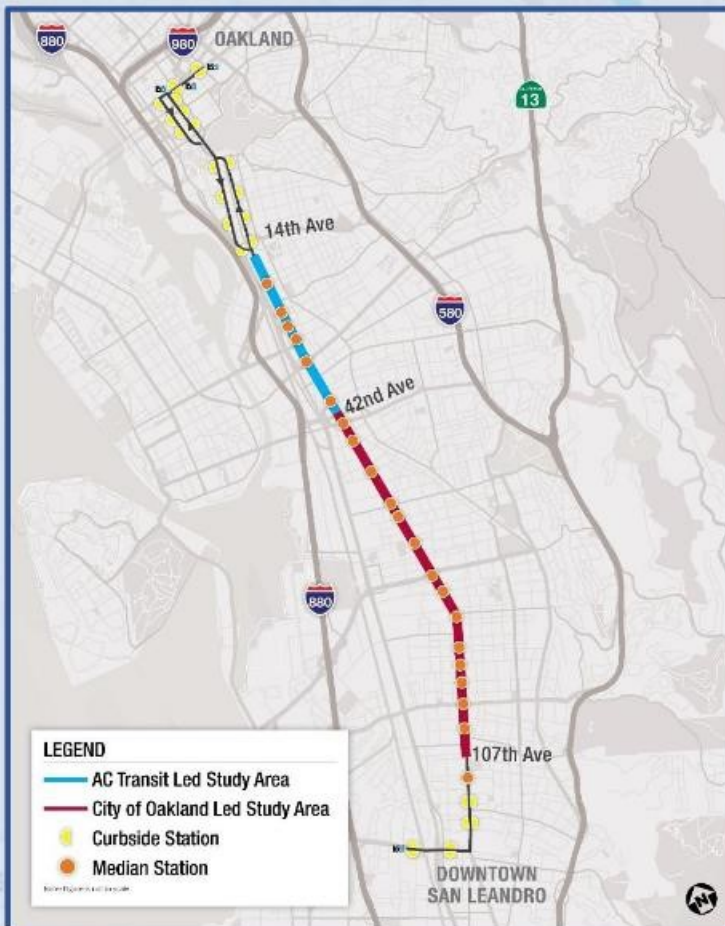 880
980
OAKLAND
13
14th Ave
580
42nd Ave
880
107th Ave
LEGEND
AC Transit Led Study Area
City of Oakland Led Study Area
Curbside Station
Median Station
DOWNTOWN
SAN LEANDRO
N